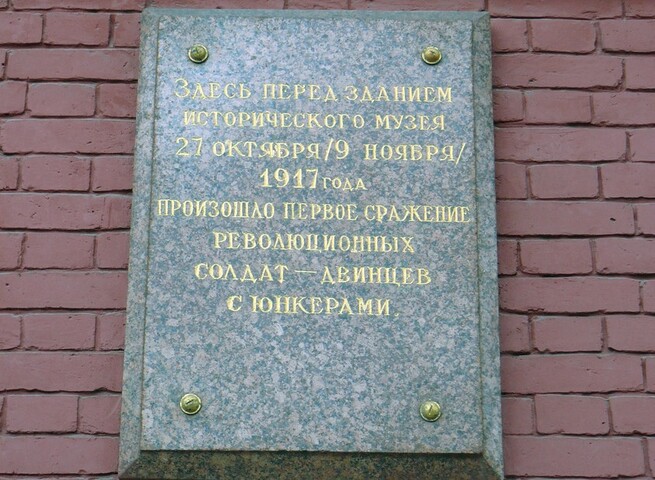 Здесь перед зданием
исторического музея
27 октября/9 ноября/
1917 года
произошло первое сражение
революционных
солдат — двинцев
с юнкерами.